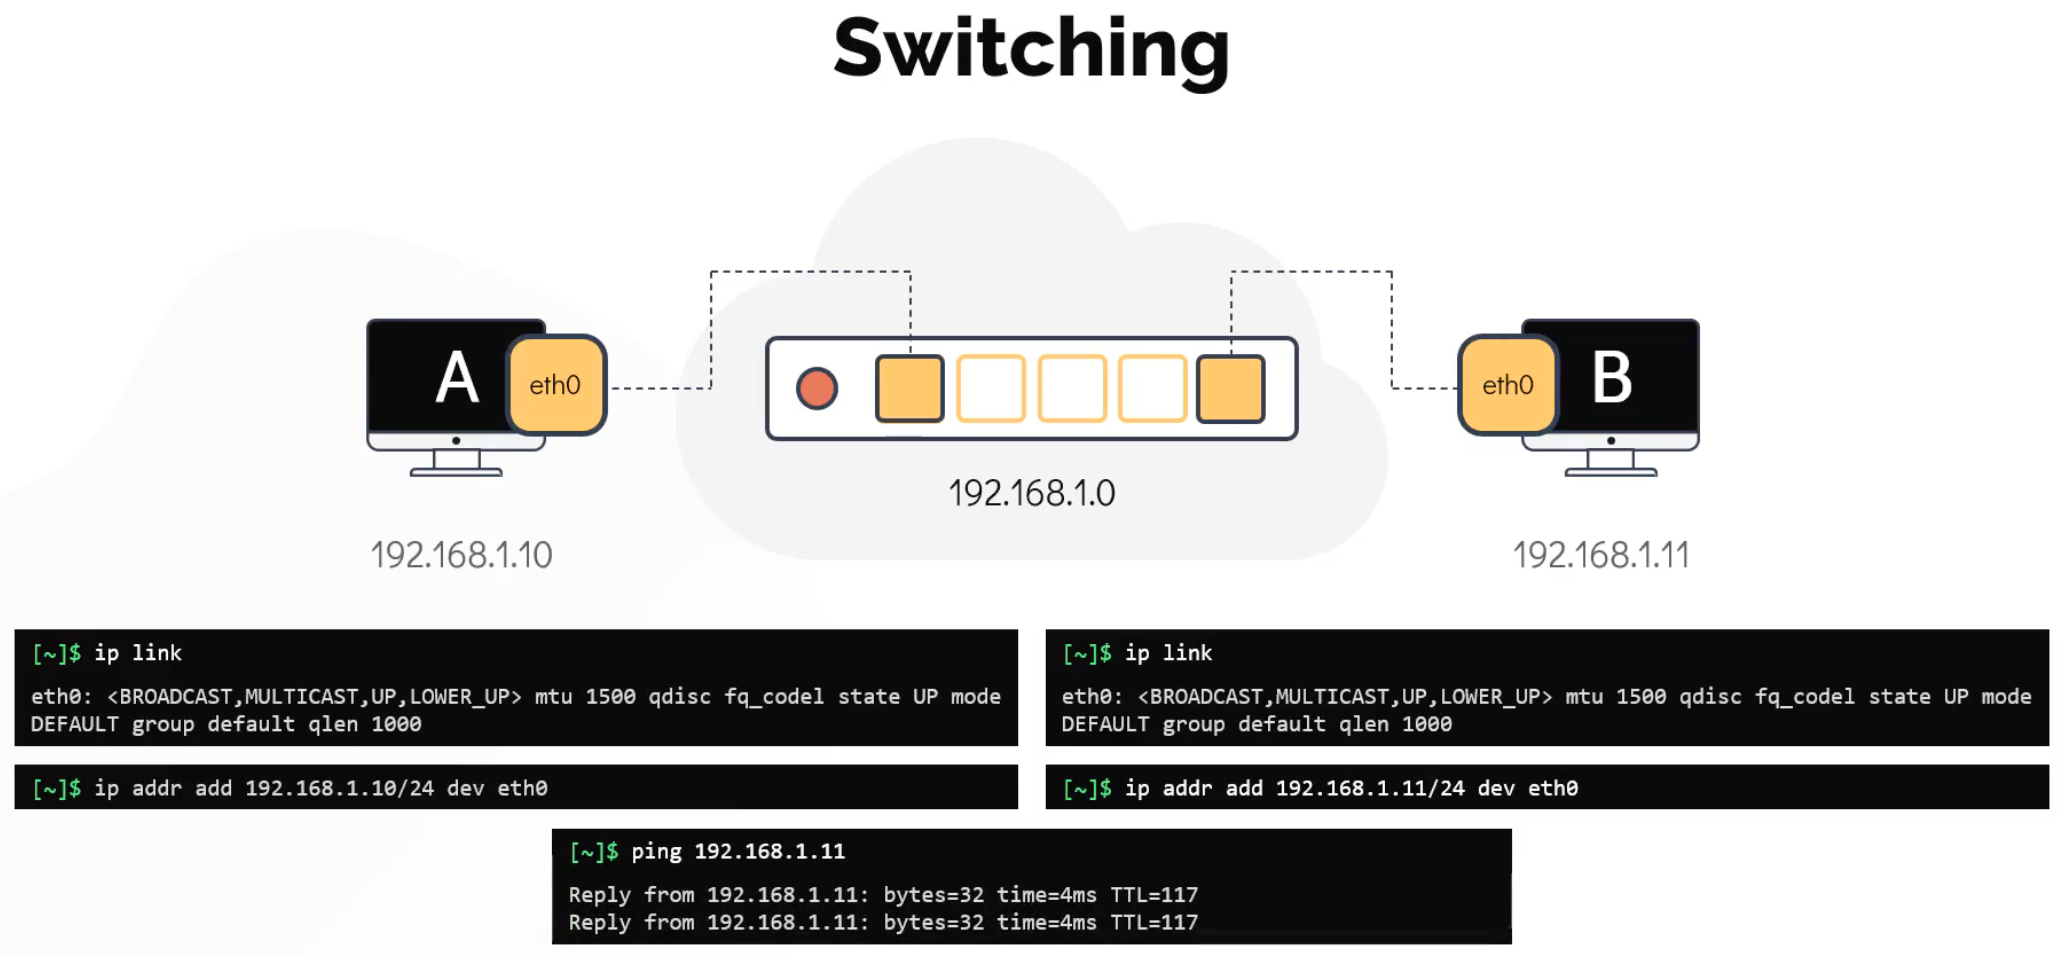 Switching
A
eth0
eth0
B
192.168.1.0
192.168.1.10
192.168.1.11
[~]$ ip link
eth0: <BROADCAST,MULTICAST,UP,LOWER_UP> mtu 1500 qdisc fq_codel state UP mode
DEFAULT group default qlen 1000
[~]$ ip link
eth0: <BROADCAST,MULTICAST,UP,LOWER_UP> mtu 1500 qdisc fq_codel state UP mode
DEFAULT group default qlen 1000
[~]$ ip addr add 192.168.1.10/24 dev eth0
[~]$ ip addr add 192.168.1.11/24 dev eth0
[~]$ ping 192.168.1.11
Reply from 192.168.1.11: bytes=32 time=4ms TTL=117
Reply from 192.168.1.11: bytes=32 time=4ms TTL=117